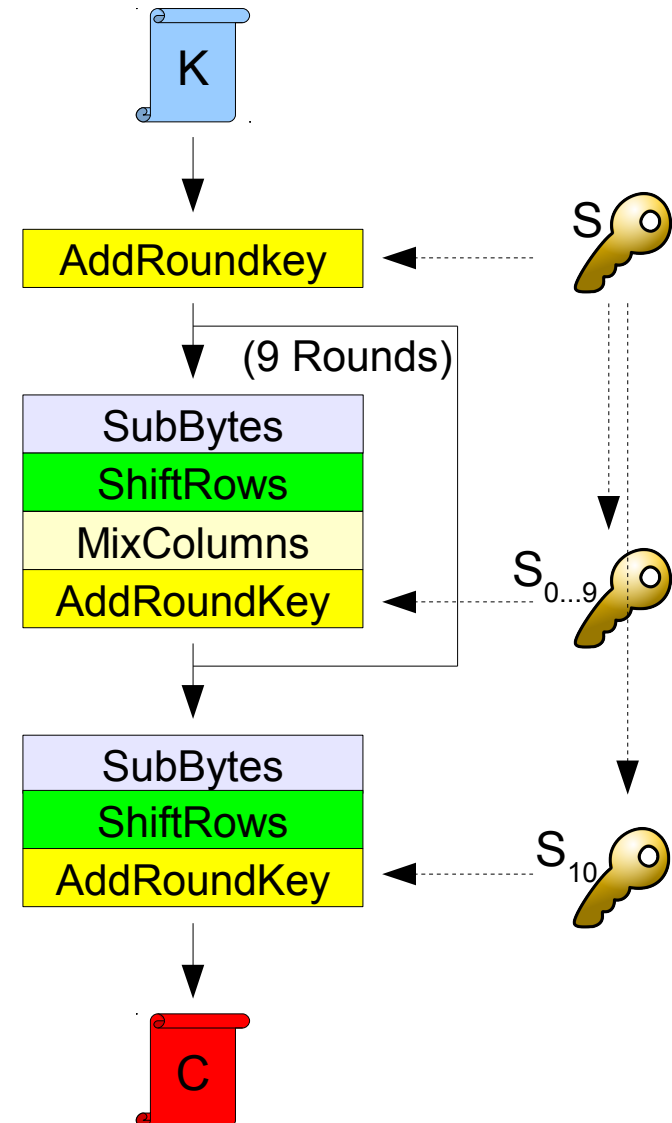 K
S
AddRoundkey
(9 Rounds)
SubBytes
ShiftRows
MixColumns
AddRoundKey
S0...9
SubBytes
ShiftRows
AddRoundKey
S10
C